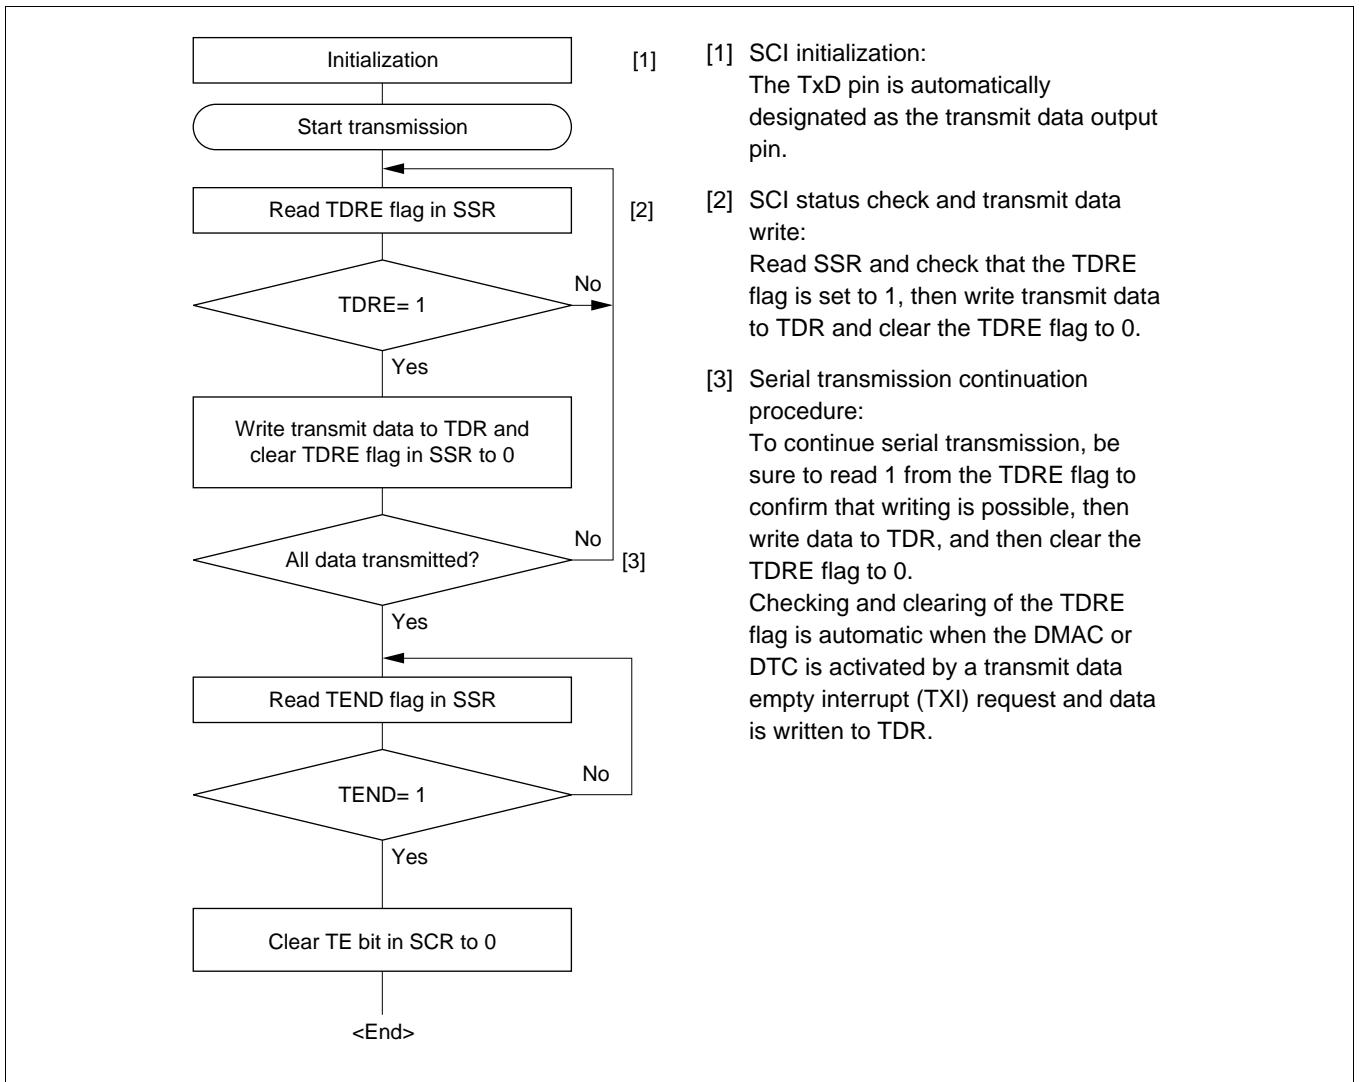 Initialization
[1]
Start transmission
Read TDRE flag in SSR
[2]
TDRE= 1
No
Yes
Write transmit data to TDR and
clear TDRE flag in SSR to 0
All data transmitted?
No
[3]
Yes
Read TEND flag in SSR
TEND= 1
No
Yes
Clear TE bit in SCR to 0
<End>
[1] SCI initialization:
The TxD pin is automatically
designated as the transmit data output
pin.
[2] SCI status check and transmit data
write:
Read SSR and check that the TDRE
flag is set to 1, then write transmit data
to TDR and clear the TDRE flag to 0.
[3] Serial transmission continuation
procedure:
To continue serial transmission, be
sure to read 1 from the TDRE flag to
confirm that writing is possible, then
write data to TDR, and then clear the
TDRE flag to 0.
Checking and clearing of the TDRE
flag is automatic when the DMAC or
DTC is activated by a transmit data
empty interrupt (TXI) request and data
is written to TDR.